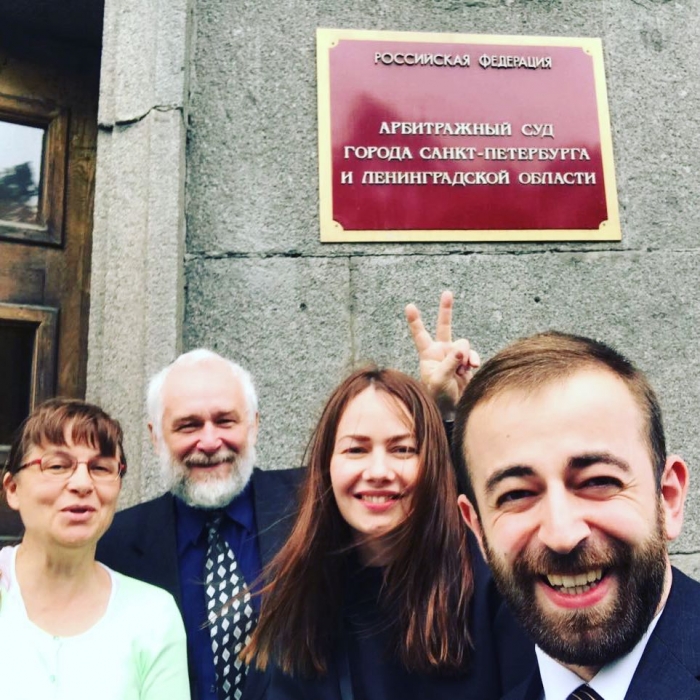 РОССИЙСКАЯ ФЕДЕРАЦИЯ
АРБИТРАЖНЫЙ СУД
ГОРОДА САНКТ-ПЕТЕРБУРГА
И ЛЕНИНГРАДСКОЙ ОБЛАСТИ